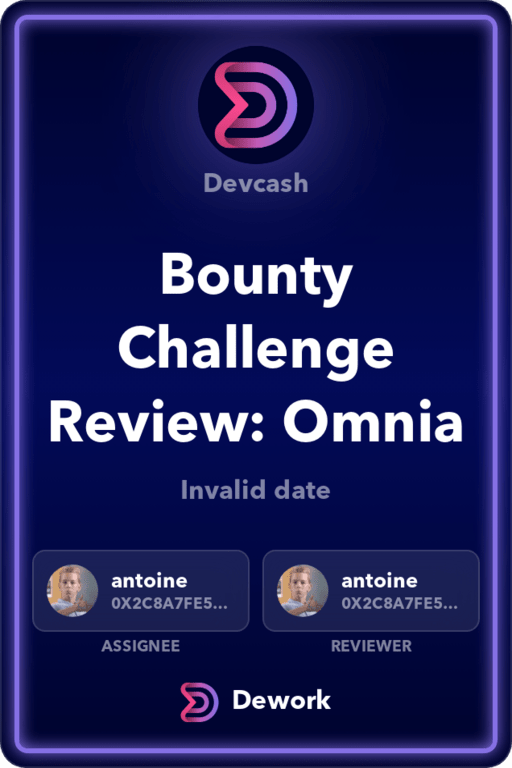 Devcash
Bounty
Challenge
Review: Omnia
Invalid date
antoine
0X2C8A7FE5...
ASSIGNEE
antoine
0X2C8A7FE5...
REVIEWER
Dework